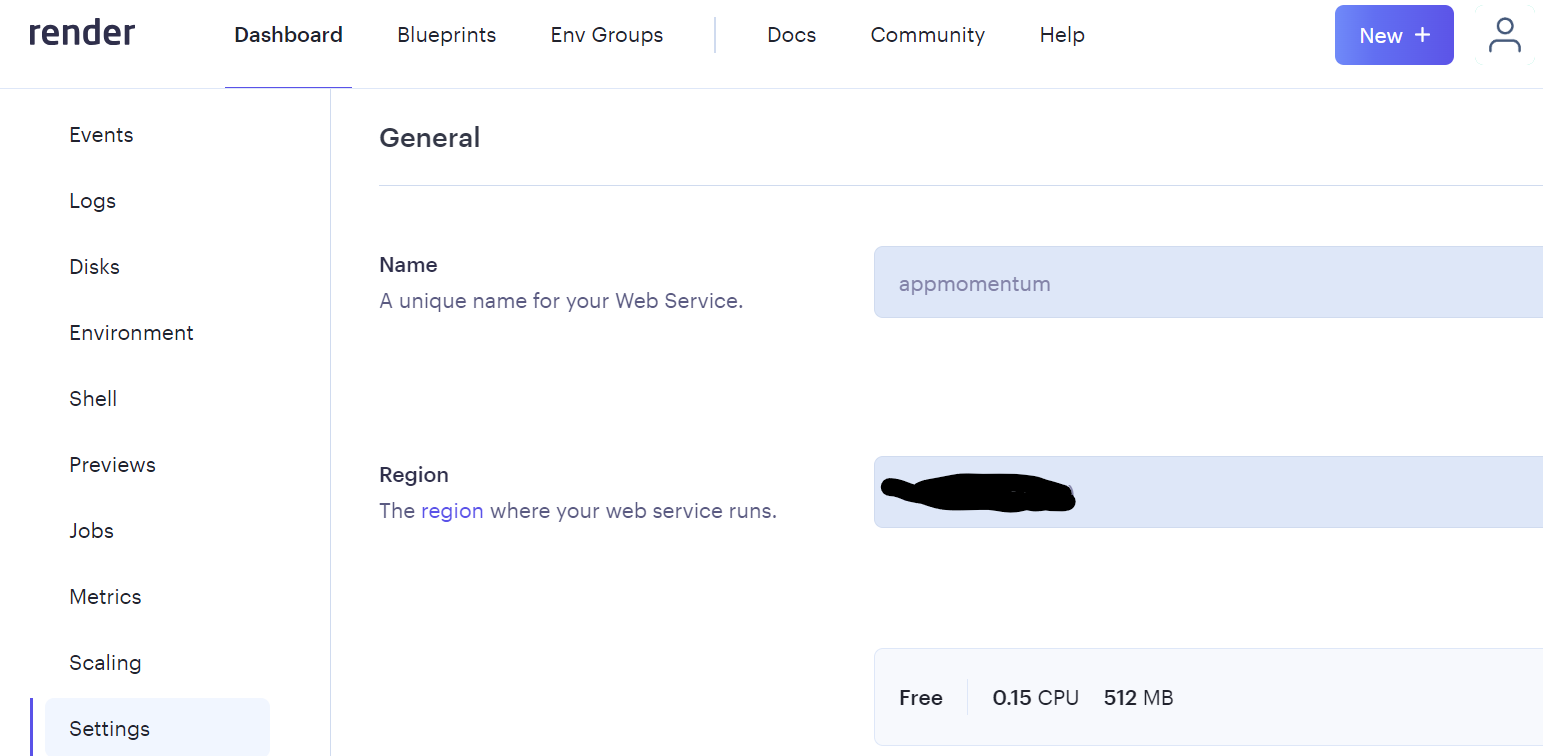 render Dashboard Blueprints Env Groups Docs Community Help New +
Events
Logs
Disks
Environment
Shell
Previews
Jobs
Metrics
Scaling
Settings
General
Name
A unique name for your Web Service.
appmomentum
Region
The region where your web service runs.
Free 0.15 CPU 512 MB